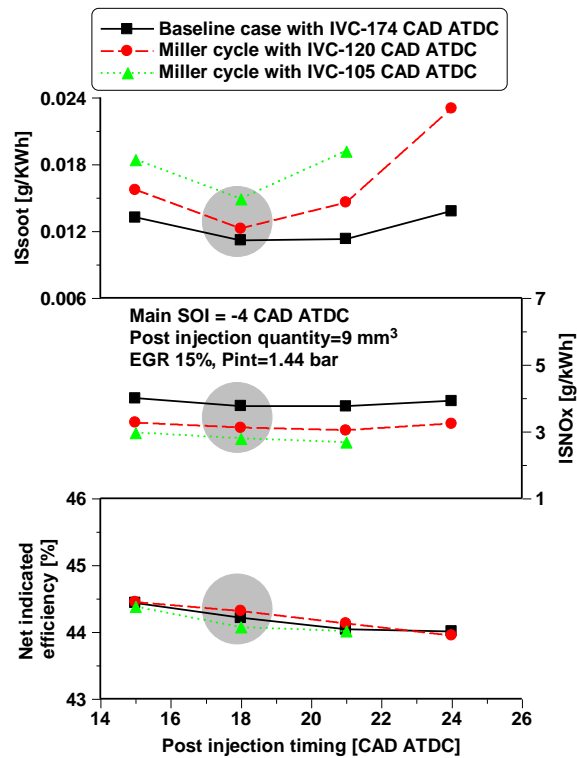 Baseline case with IVC-174 CAD ATDC
Miller cycle with IVC-120 CAD ATDC
Miller cycle with IVC-105 CAD ATDC
0.024
0.018
0.012
0.006
ISsoot [g/KWh]
Main SOI = -4 CAD ATDC
Post injection quantity=9 mm³
EGR 15%, Pint=1.44 bar
7
5
3
1
ISNOx [g/kWh]
46
45
44
43
Net indicated
efficiency [%]
14 16 18 20 22 24 26
Post injection timing [CAD ATDC]